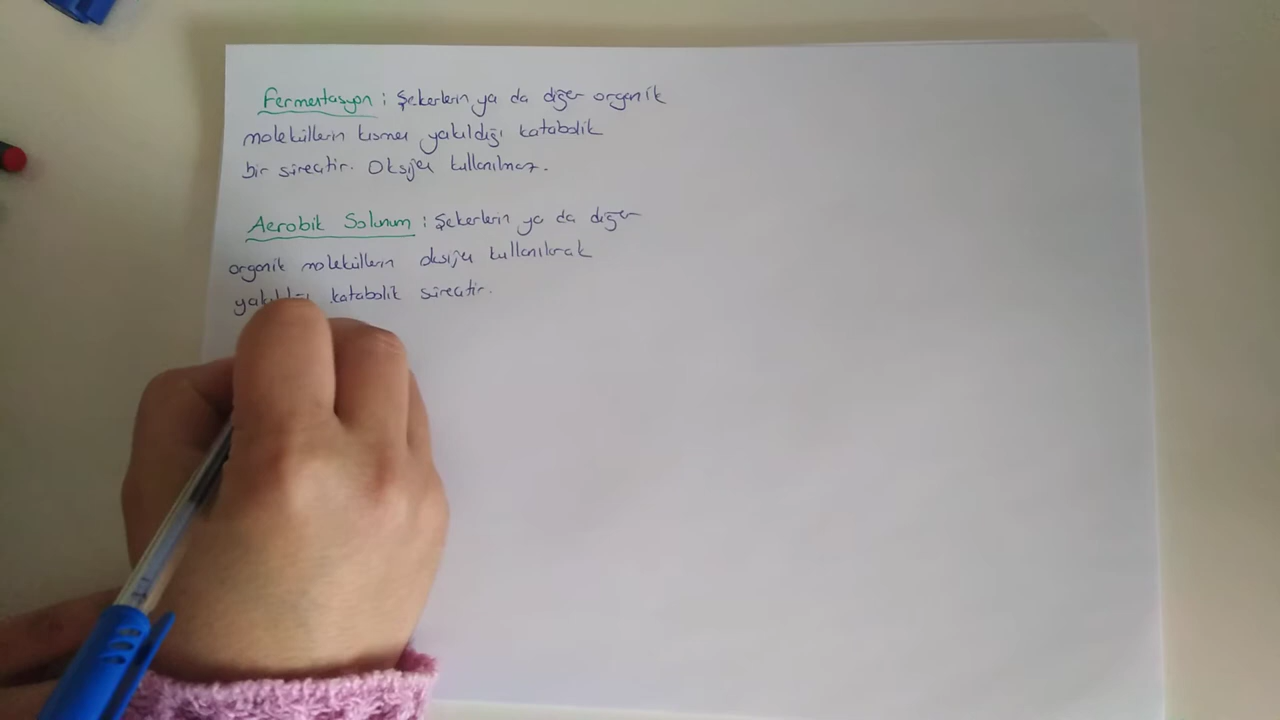 Fermentasyon : Şekerlerin ya da diğer organik
moleküllerin kısmen yakıldığı katabolik
bir süreçtir. Oksijen kullanılmaz.
Aerobik Solunum : Şekerlerin ya da diğer
organik moleküllerin oksijen kullanılarak
yakıldığı katabolik süreçtir.